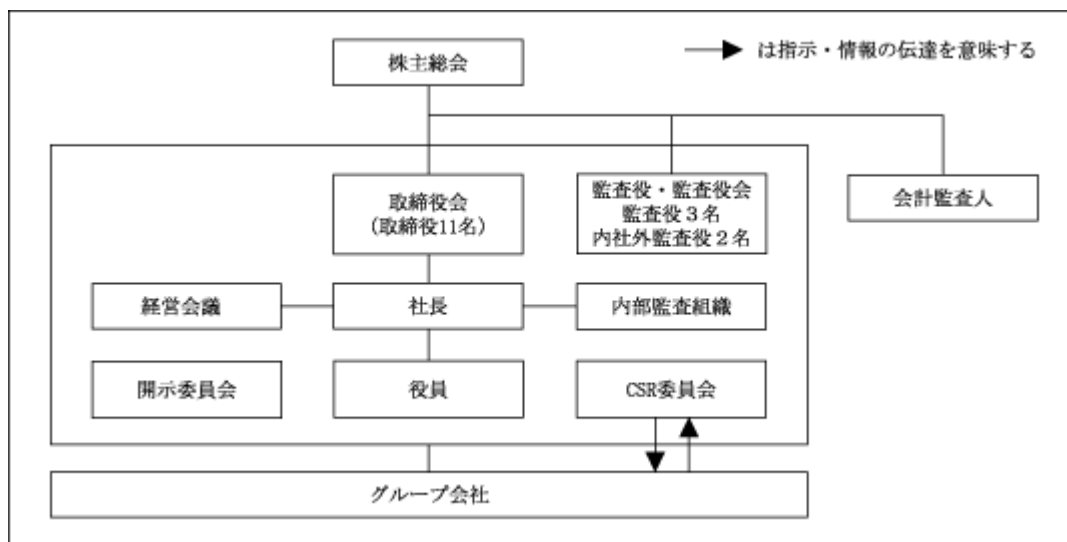 株主総会
は指示・情報の伝達を意味する
取締役会
(取締役11名)
監査役・監査役会
監査役3名
内社外監査役2名
会計監査人
経営会議
社長
内部監査組織
開示委員会
役員
CSR委員会
グループ会社